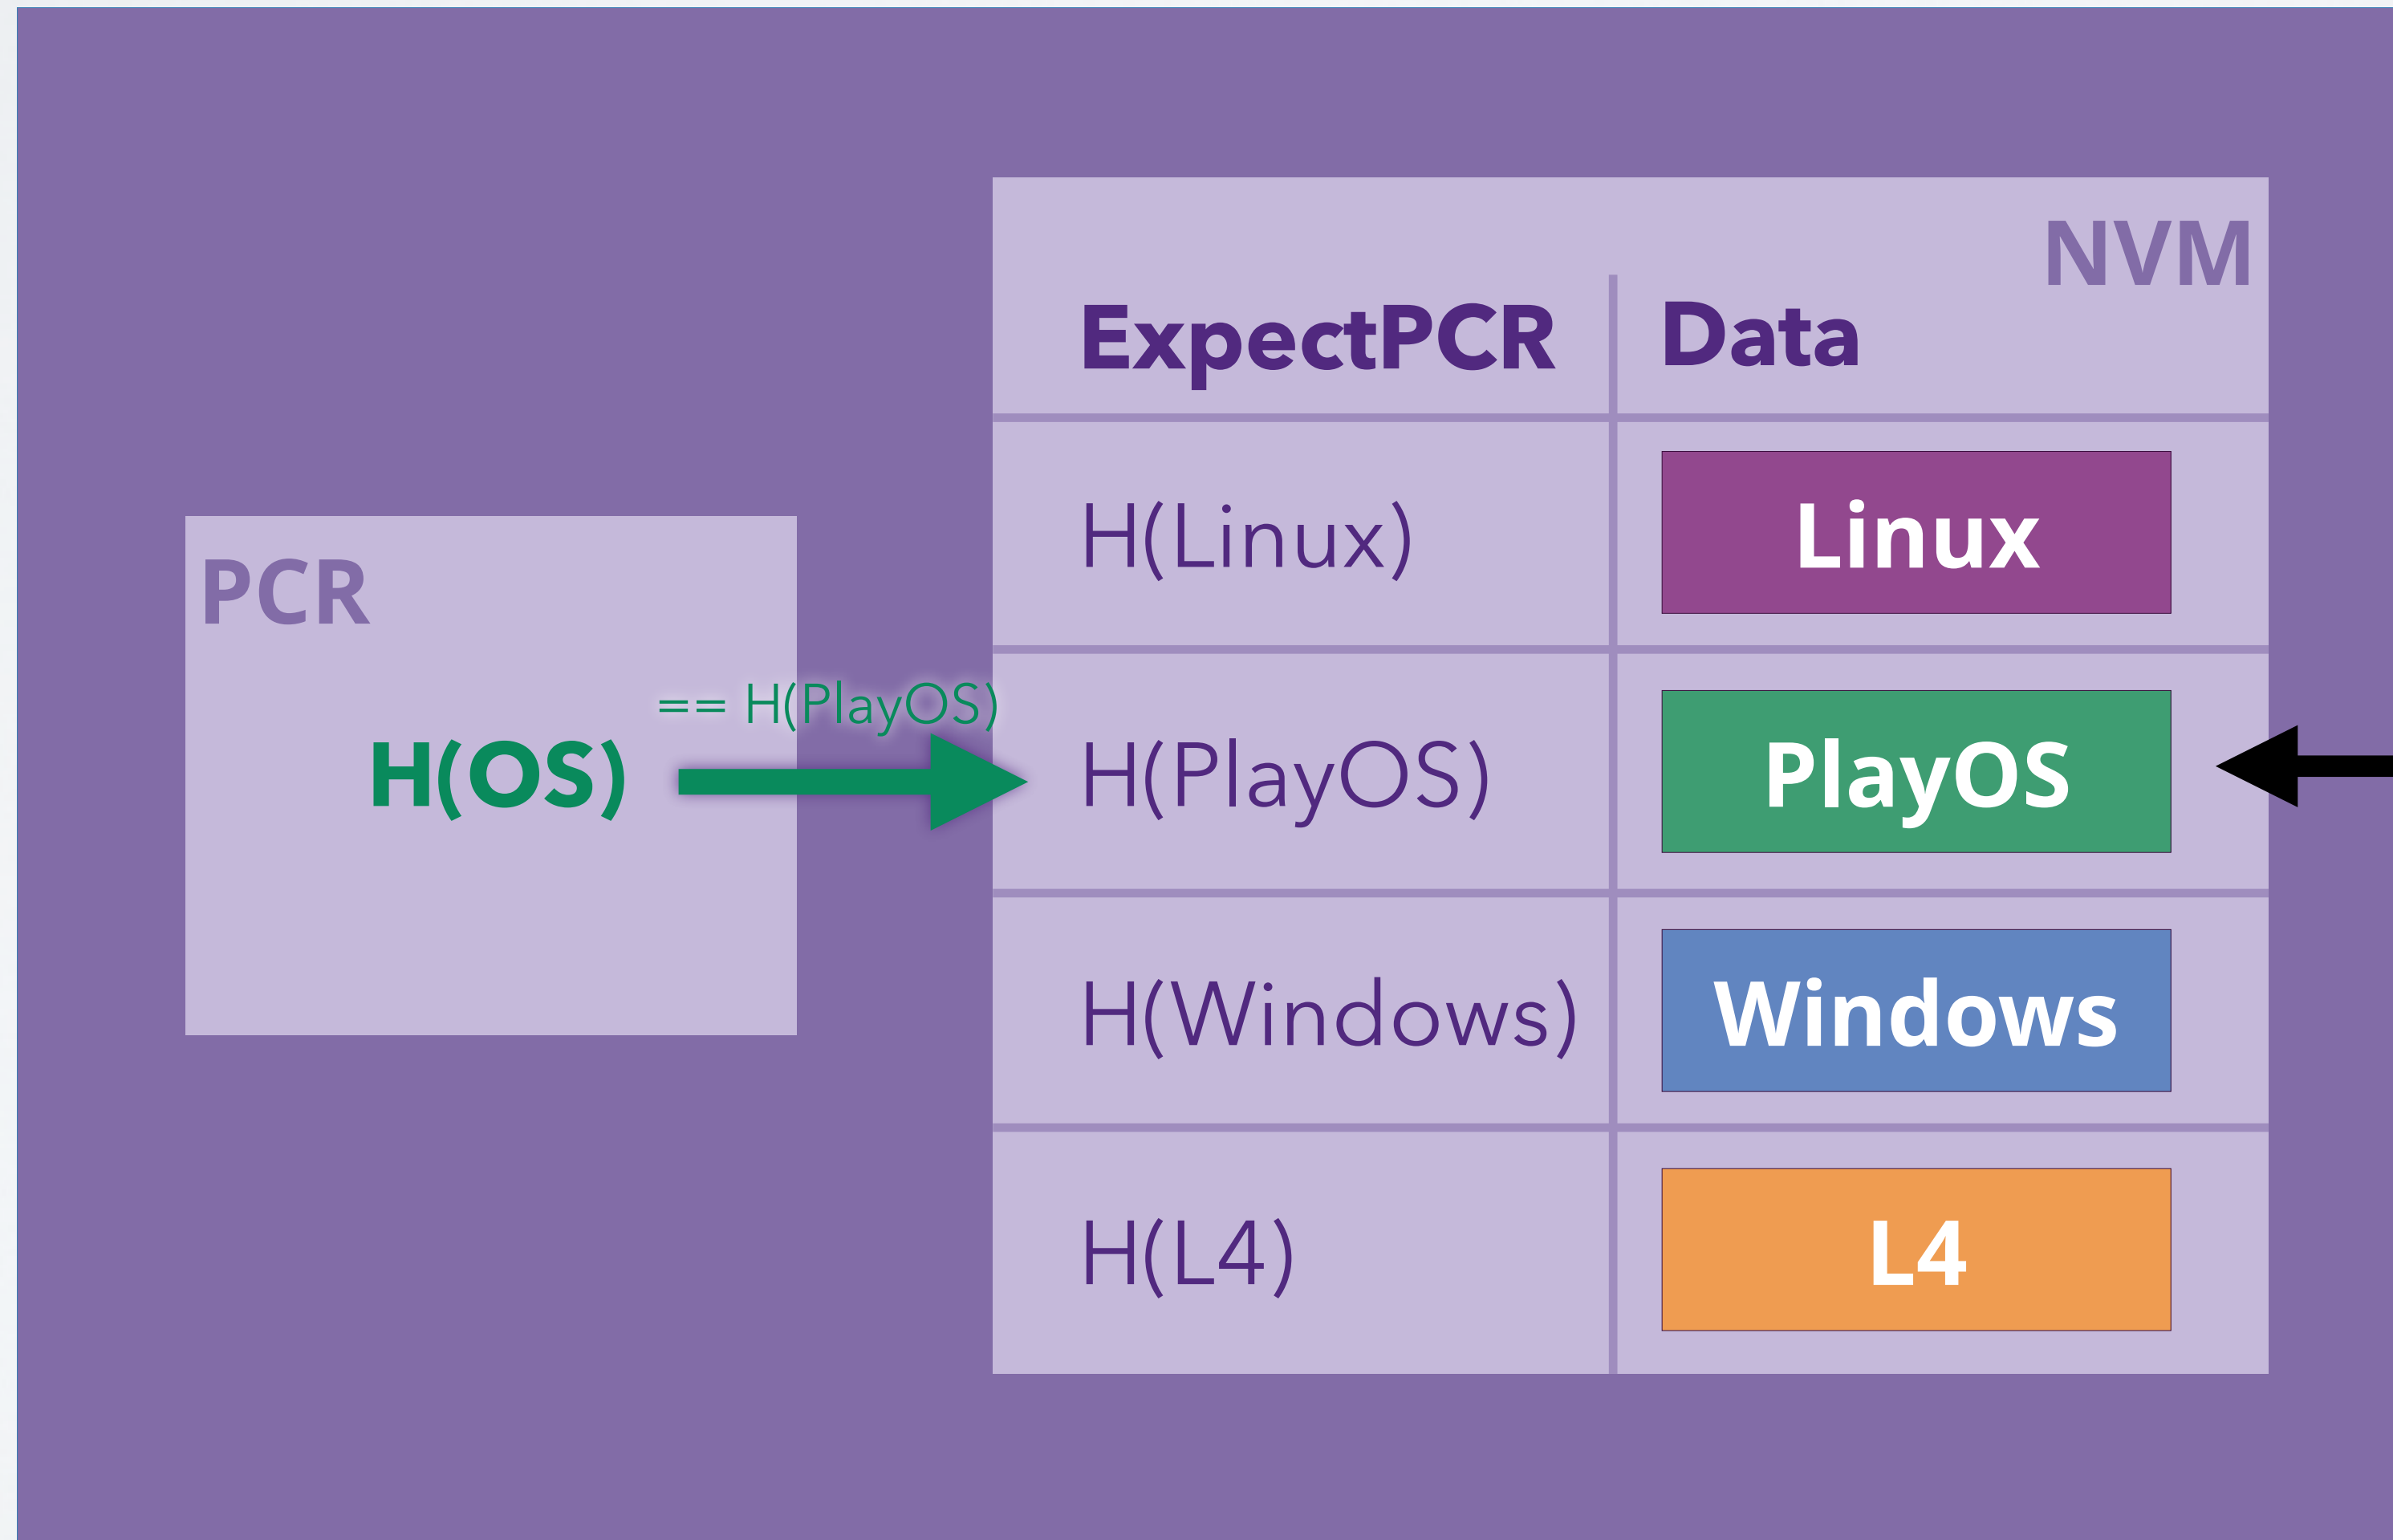 NVM
ExpectPCR Data
H(Linux) Linux
PCR
== H(PlayOS)
H(OS) H(PlayOS) PlayOS
H(Windows) Windows
H(L4) L4